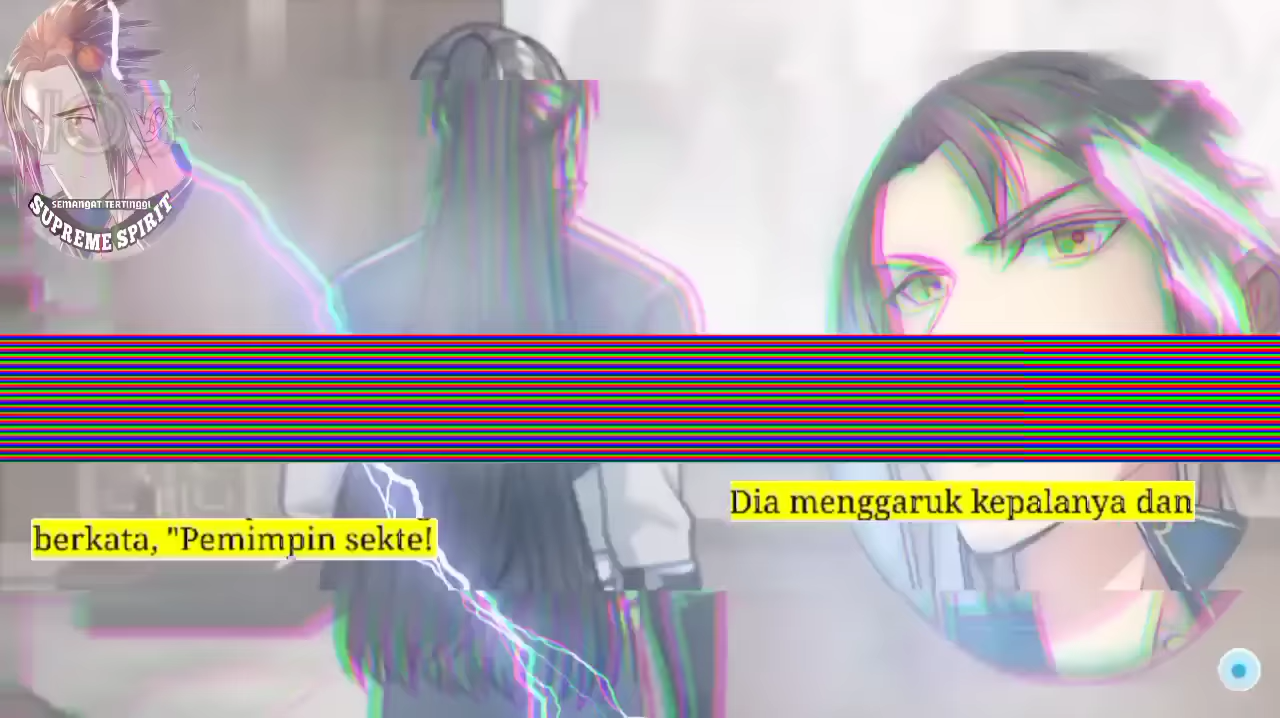 SEMANGAT TERTINGGI
SUPREME SPIRIT
Dia menggaruk kepalanya dan
berkata, "Pemimpin sekte!